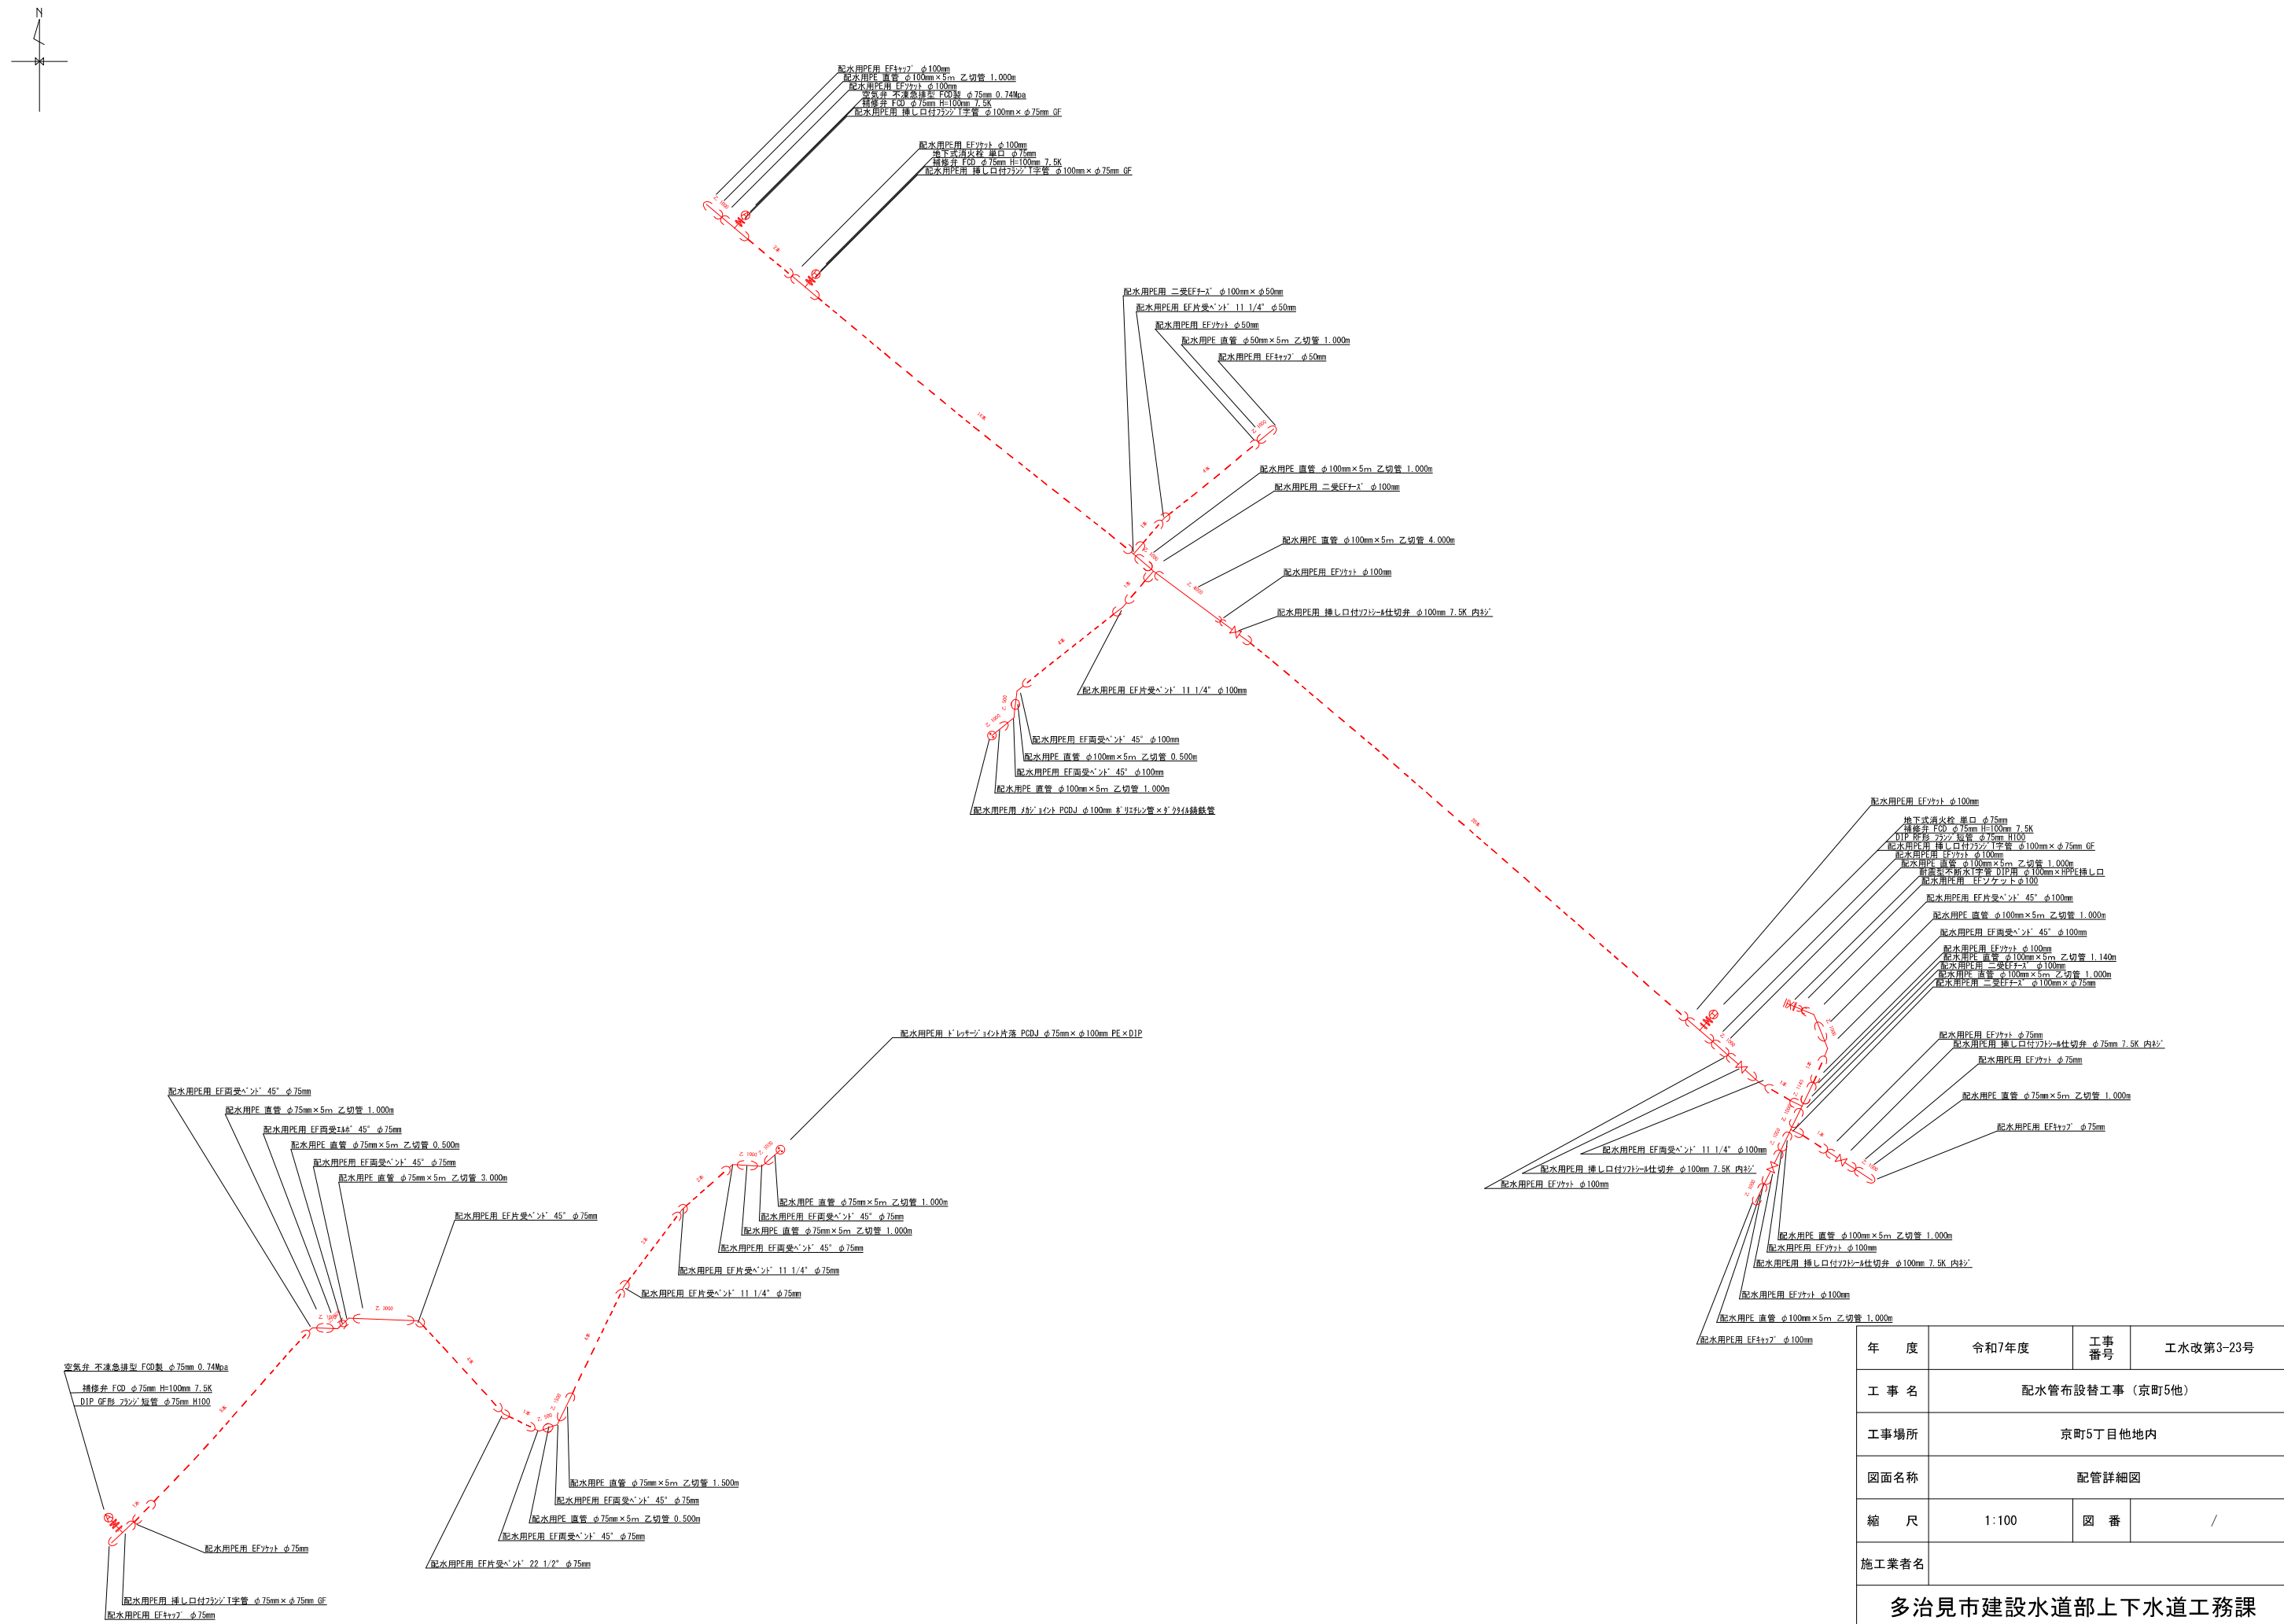 N
配水用PE用 EFｷｬｯﾌﾟ φ100mm
配水用PE 直管 φ100mm×5m 乙切管 1.000m
配水用PE用 EFｿｹｯﾄ φ100mm
空気弁 不凍急排型 FCD製 φ75mm 0.74Mpa
補修弁 FCD φ75mm H=100mm 7.5K
配水用PE用 挿し口付ﾌﾗﾝｼﾞT字管 φ100mm×φ75mm GF
配水用PE用 EFｿｹｯﾄ φ100mm
地下式消火栓 単口 φ75mm
補修弁 FCD φ75mm H=100mm 7.5K
配水用PE用 挿し口付ﾌﾗﾝｼﾞT字管 φ100mm×φ75mm GF
配水用PE用 二受EFﾁｰｽﾞ φ100mm×φ50mm
配水用PE用 EF片受ﾍﾞﾝﾄﾞ 11 1/4° φ50mm
配水用PE用 EFｿｹｯﾄ φ50mm
配水用PE 直管 φ50mm×5m 乙切管 1.000m
配水用PE用 EFｷｬｯﾌﾟ φ50mm
配水用PE 直管 φ100mm×5m 乙切管 1.000m
配水用PE用 二受EFﾁｰｽﾞ φ100mm
配水用PE 直管 φ100mm×5m 乙切管 4.000m
配水用PE用 EFｿｹｯﾄ φ100mm
配水用PE用 挿し口付ｿﾌﾄｼｰﾙ仕切弁 φ100mm 7.5K 内ﾈｼﾞ
配水用PE用 EF片受ﾍﾞﾝﾄﾞ 11 1/4° φ100mm
配水用PE用 EF両受ﾍﾞﾝﾄﾞ 45° φ100mm
配水用PE 直管 φ100mm×5m 乙切管 0.500m
配水用PE用 EF両受ﾍﾞﾝﾄﾞ 45° φ100mm
配水用PE 直管 φ100mm×5m 乙切管 1.000m
配水用PE用 ﾒｶｼﾞｮｲﾝﾄ PCDJ φ100mm ﾎﾟﾘｴﾁﾚﾝ管×ﾀﾞｸﾀｲﾙ鋳鉄管
配水用PE用 EFｿｹｯﾄ φ100mm
地下式消火栓 単口 φ75mm
補修弁 FCD φ75mm H=100mm 7.5K
DIP RF形 ﾌﾗﾝｼﾞ短管 φ75mm H100
配水用PE用 挿し口付ﾌﾗﾝｼﾞT字管 φ100mm×φ75mm GF
配水用PE用 EFｿｹｯﾄ φ100mm
配水用PE 直管 φ100mm×5m 乙切管 1.000m
耐震型不断水T字管 DIP用 φ100mm×HPPE挿し口
配水用PE用 EFソケットφ100
配水用PE用 EF片受ﾍﾞﾝﾄﾞ 45° φ100mm
配水用PE 直管 φ100mm×5m 乙切管 1.000m
配水用PE用 EF両受ﾍﾞﾝﾄﾞ 45° φ100mm
配水用PE用 EFｿｹｯﾄ φ100mm
配水用PE 直管 φ100mm×5m 乙切管 1.140m
配水用PE用 二受EFﾁｰｽﾞ φ100mm
配水用PE 直管 φ100mm×5m 乙切管 1.000m
配水用PE用 二受EFﾁｰｽﾞ φ100mm×φ75mm
配水用PE用 EFｿｹｯﾄ φ75mm
配水用PE用 挿し口付ｿﾌﾄｼｰﾙ仕切弁 φ75mm 7.5K 内ﾈｼﾞ
配水用PE用 EFｿｹｯﾄ φ75mm
配水用PE 直管 φ75mm×5m 乙切管 1.000m
配水用PE用 EFｷｬｯﾌﾟ φ75mm
配水用PE用 EF両受ﾍﾞﾝﾄﾞ 11 1/4° φ100mm
配水用PE用 挿し口付ｿﾌﾄｼｰﾙ仕切弁 φ100mm 7.5K 内ﾈｼﾞ
配水用PE用 EFｿｹｯﾄ φ100mm
配水用PE 直管 φ100mm×5m 乙切管 1.000m
配水用PE用 EFｿｹｯﾄ φ100mm
配水用PE用 挿し口付ｿﾌﾄｼｰﾙ仕切弁 φ100mm 7.5K 内ﾈｼﾞ
配水用PE用 EFｿｹｯﾄ φ100mm
配水用PE 直管 φ100mm×5m 乙切管 1.000m
配水用PE用 EFｷｬｯﾌﾟ φ100mm
配水用PE用 ﾄﾞﾚｯｻｰｼﾞｮｲﾝﾄ片落 PCDJ φ75mm×φ100mm PE×DIP
配水用PE用 EF両受ﾍﾞﾝﾄﾞ 45° φ75mm
配水用PE 直管 φ75mm×5m 乙切管 1.000m
配水用PE用 EF両受ｴﾙﾎﾞ 45° φ75mm
配水用PE 直管 φ75mm×5m 乙切管 0.500m
配水用PE用 EF両受ﾍﾞﾝﾄﾞ 45° φ75mm
配水用PE 直管 φ75mm×5m 乙切管 3.000m
配水用PE用 EF片受ﾍﾞﾝﾄﾞ 45° φ75mm
配水用PE 直管 φ75mm×5m 乙切管 1.000m
配水用PE用 EF両受ﾍﾞﾝﾄﾞ 45° φ75mm
配水用PE 直管 φ75mm×5m 乙切管 1.000m
配水用PE用 EF両受ﾍﾞﾝﾄﾞ 45° φ75mm
配水用PE用 EF片受ﾍﾞﾝﾄﾞ 11 1/4° φ75mm
配水用PE用 EF片受ﾍﾞﾝﾄﾞ 11 1/4° φ75mm
空気弁 不凍急排型 FCD製 φ75mm 0.74Mpa
補修弁 FCD φ75mm H=100mm 7.5K
DIP GF形 ﾌﾗﾝｼﾞ短管 φ75mm H100
配水用PE 直管 φ75mm×5m 乙切管 1.500m
配水用PE用 EF両受ﾍﾞﾝﾄﾞ 45° φ75mm
配水用PE 直管 φ75mm×5m 乙切管 0.500m
配水用PE用 EF両受ﾍﾞﾝﾄﾞ 45° φ75mm
配水用PE用 EF片受ﾍﾞﾝﾄﾞ 22 1/2° φ75mm
配水用PE用 EFｿｹｯﾄ φ75mm
配水用PE用 挿し口付ﾌﾗﾝｼﾞT字管 φ75mm×φ75mm GF
配水用PE用 EFｷｬｯﾌﾟ φ75mm
年 度 令和7年度 工事番号 工水改第3-23号
工 事 名 配水管布設替工事（京町5他）
工事場所 京町5丁目他地内
図面名称 配管詳細図
縮 尺 1:100 図 番 /
施工業者名
多治見市建設水道部上下水道工務課